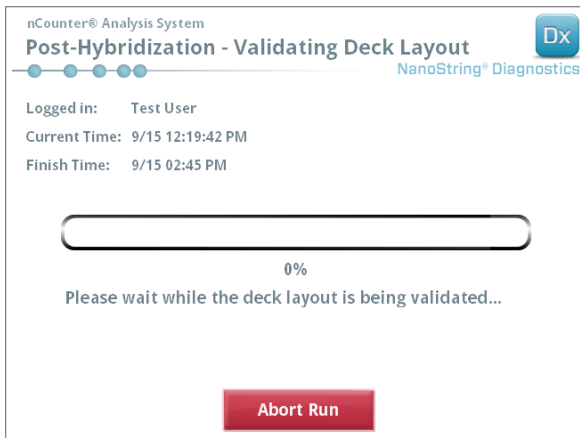 nCounter® Analysis System
Post-Hybridization - Validating Deck Layout
Dx
NanoString® Diagnostics
Logged in: Test User
Current Time: 9/15 12:19:42 PM
Finish Time: 9/15 02:45 PM
0%
Please wait while the deck layout is being validated...
Abort Run